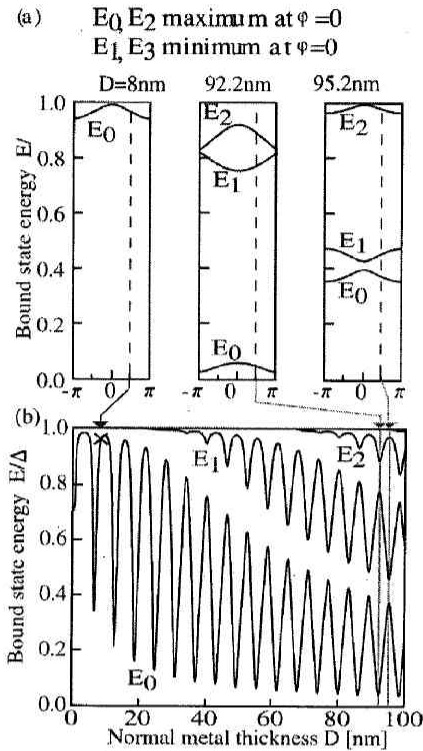 (a) E0, E2 maximum at φ=0
E1, E3 minimum at φ=0
D=8nm 92.2nm 95.2nm
Bound state energy E/
1.0
0.8
0.6
0.4
0.2
0.0
E0
E2
E1
E0
E2
E1
E0
-π 0 π -π 0 π -π 0 π
(b)
Bound state energy E/Δ
1.0
0.8
0.6
0.4
0.2
0.0
E1 E2
E0
0 20 40 60 80 100
Normal metal thickness D [nm]